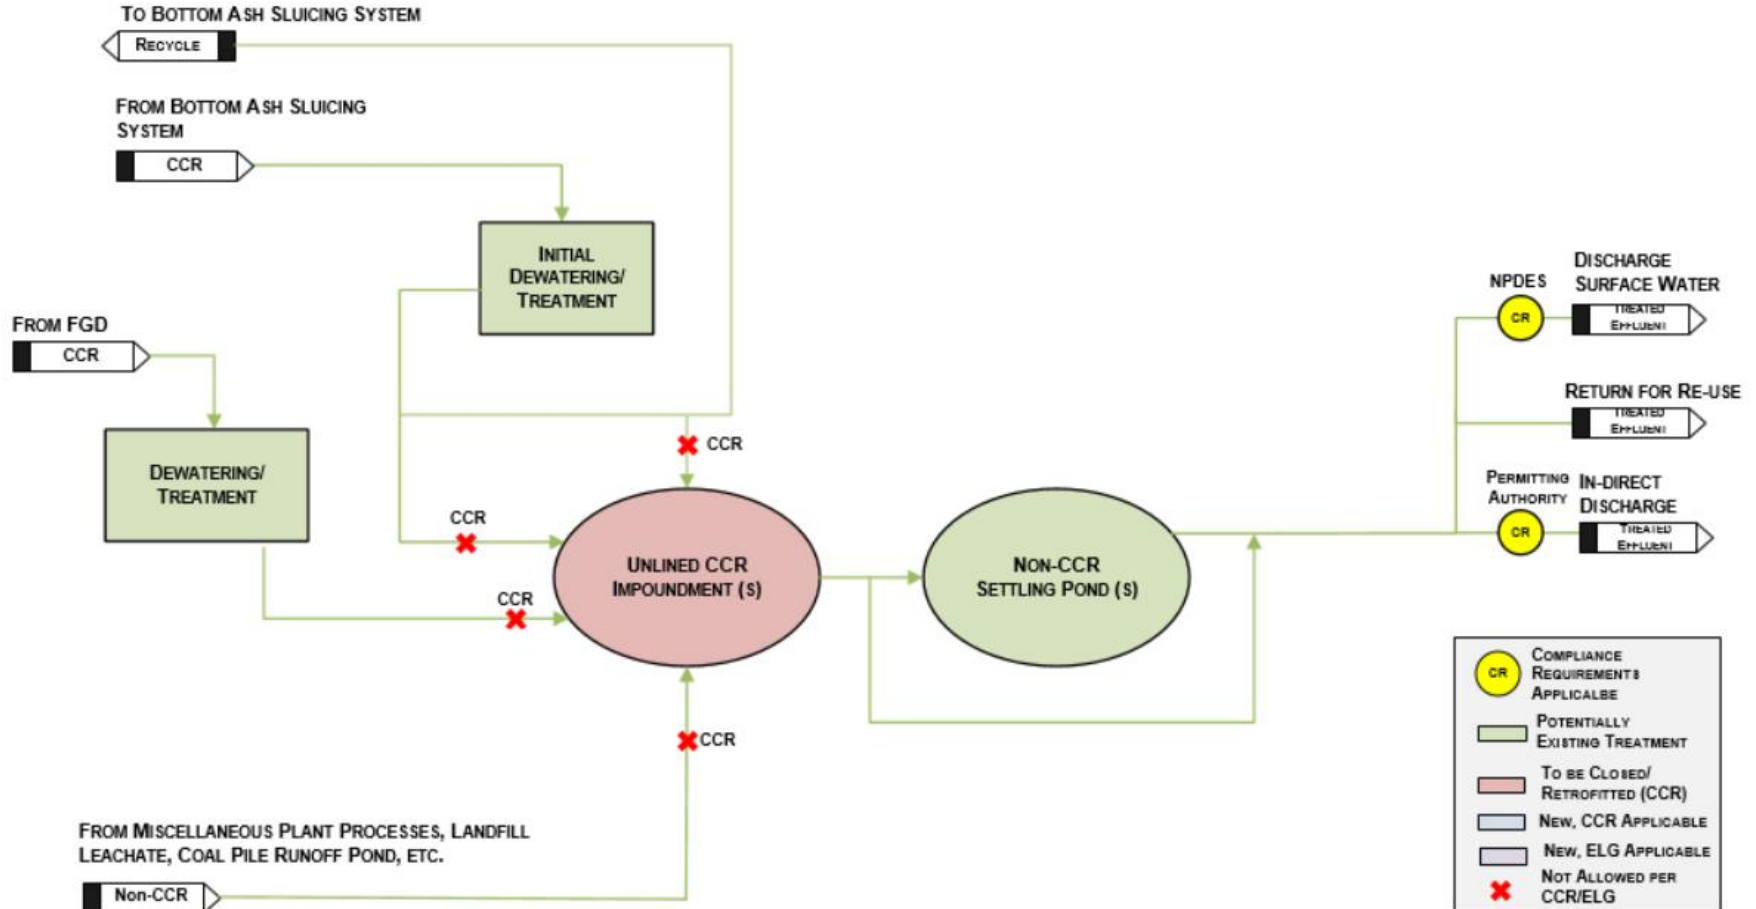 TO BOTTOM ASH SLUICING SYSTEM
RECYCLE
FROM BOTTOM ASH SLUICING
SYSTEM
CCR
INITIAL
DEWATERING/
TREATMENT
FROM FGD
CCR
DEWATERING/
TREATMENT
CCR
CCR
CCR
UNLINED CCR
IMPOUNDMENT (S)
NON-CCR
SETTLING POND (S)
CCR
FROM MISCELLANEOUS PLANT PROCESSES, LANDFILL
LEACHATE, COAL PILE RUNOFF POND, ETC.
Non-CCR
NPDES
CR
DISCHARGE
SURFACE WATER
TREATED
EFFLUENT
RETURN FOR RE-USE
TREATED
EFFLUENT
PERMITTING
AUTHORITY
CR
IN-DIRECT
DISCHARGE
TREATED
EFFLUENT
CR
COMPLIANCE
REQUIREMENTS
APPLICALBE
POTENTIALLY
EXISTING TREATMENT
TO BE CLOSED/
RETROFITTED (CCR)
NEW, CCR APPLICABLE
NEW, ELG APPLICABLE
NOT ALLOWED PER
CCR/ELG